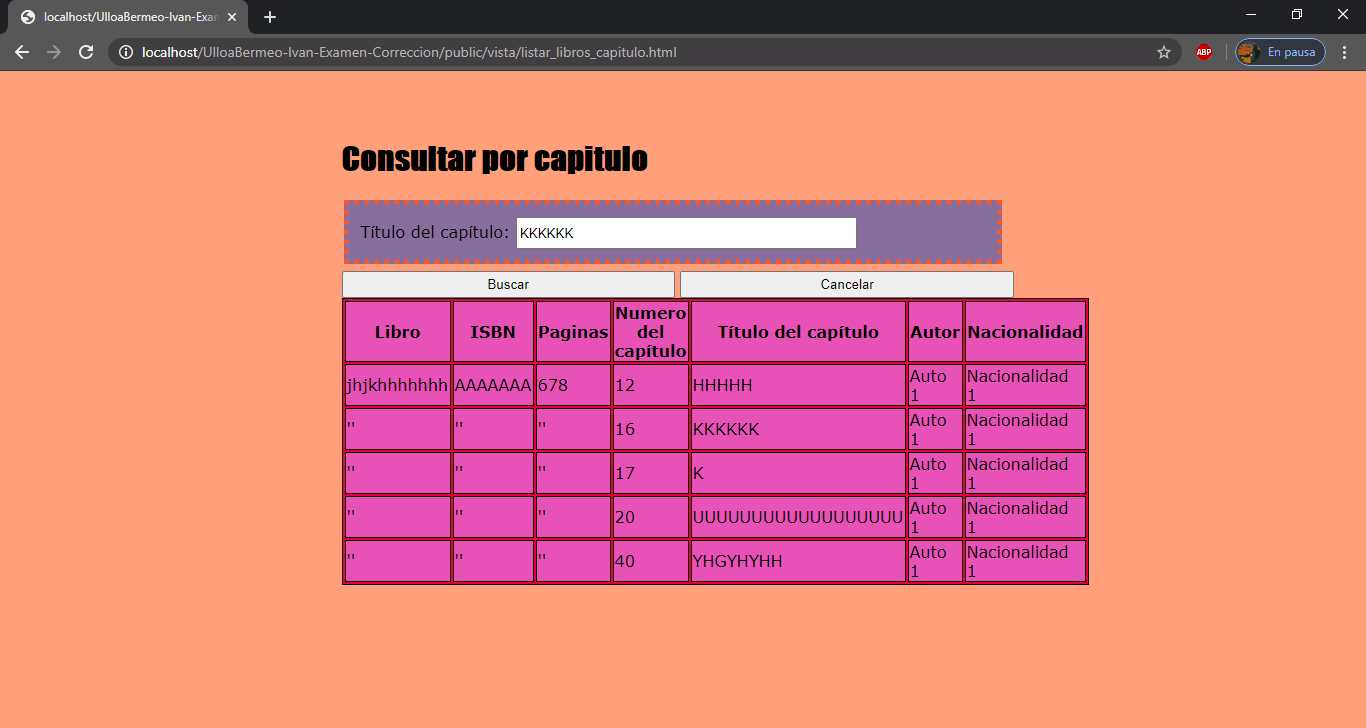 localhost/UlloaBermeo-Ivan-Exan
localhost/UlloaBermeo-Ivan-Examen-Correccion/public/vista/listar_libros_capitulo.html
ABP
En pausa
Consultar por capitulo
Título del capítulo: KKKKKK
Buscar Cancelar
Libro ISBN Paginas Numero del capítulo Título del capítulo Autor Nacionalidad
jhjkhhhhhhh AAAAAAA 678 12 HHHHH Auto 1 Nacionalidad 1
" " " 16 KKKKKK Auto 1 Nacionalidad 1
" " " 17 K Auto 1 Nacionalidad 1
" " " 20 UUUUUUUUUUUUUUUUUU Auto 1 Nacionalidad 1
" " " 40 YHGYHYHH Auto 1 Nacionalidad 1